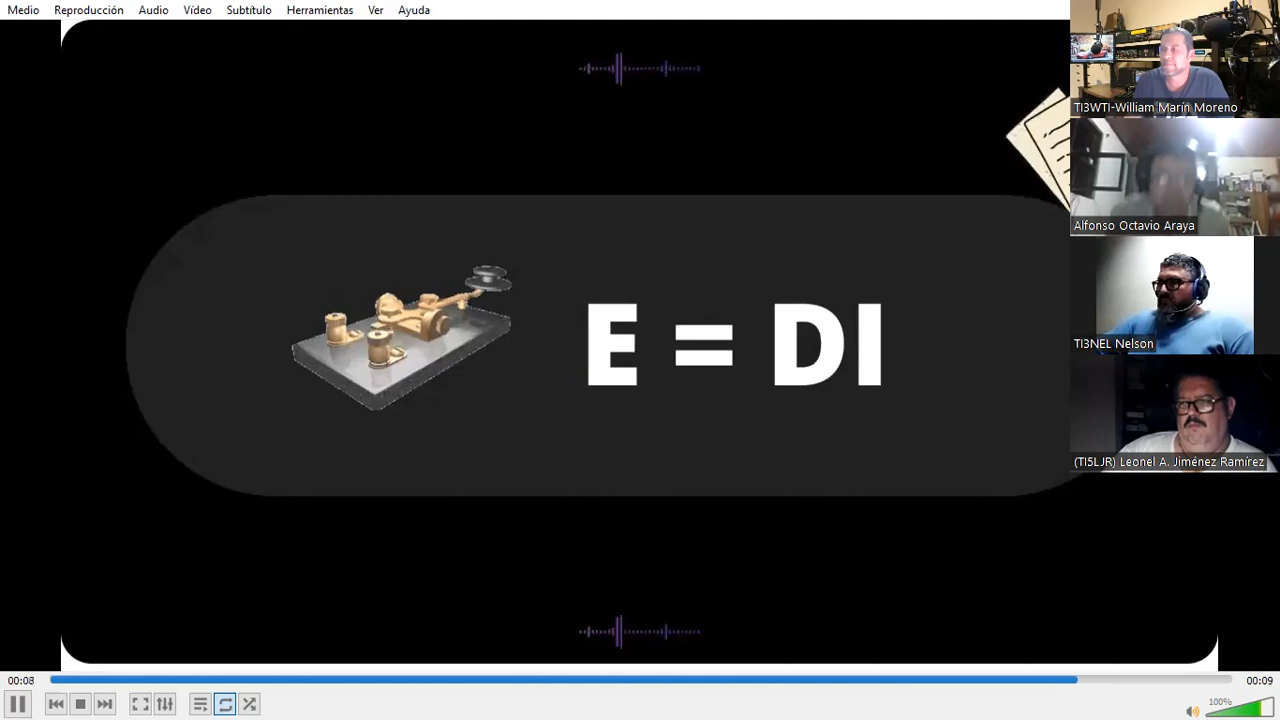 Medio Reproducción Audio Vídeo Subtítulo Herramientas Ver Ayuda
TI3WTI-William Marín Moreno
Alfonso Octavio Araya
E = DI
TI3NEL Nelson
(TI5LJR) Leonel A. Jiménez Ramírez
00:08
00:09
100%